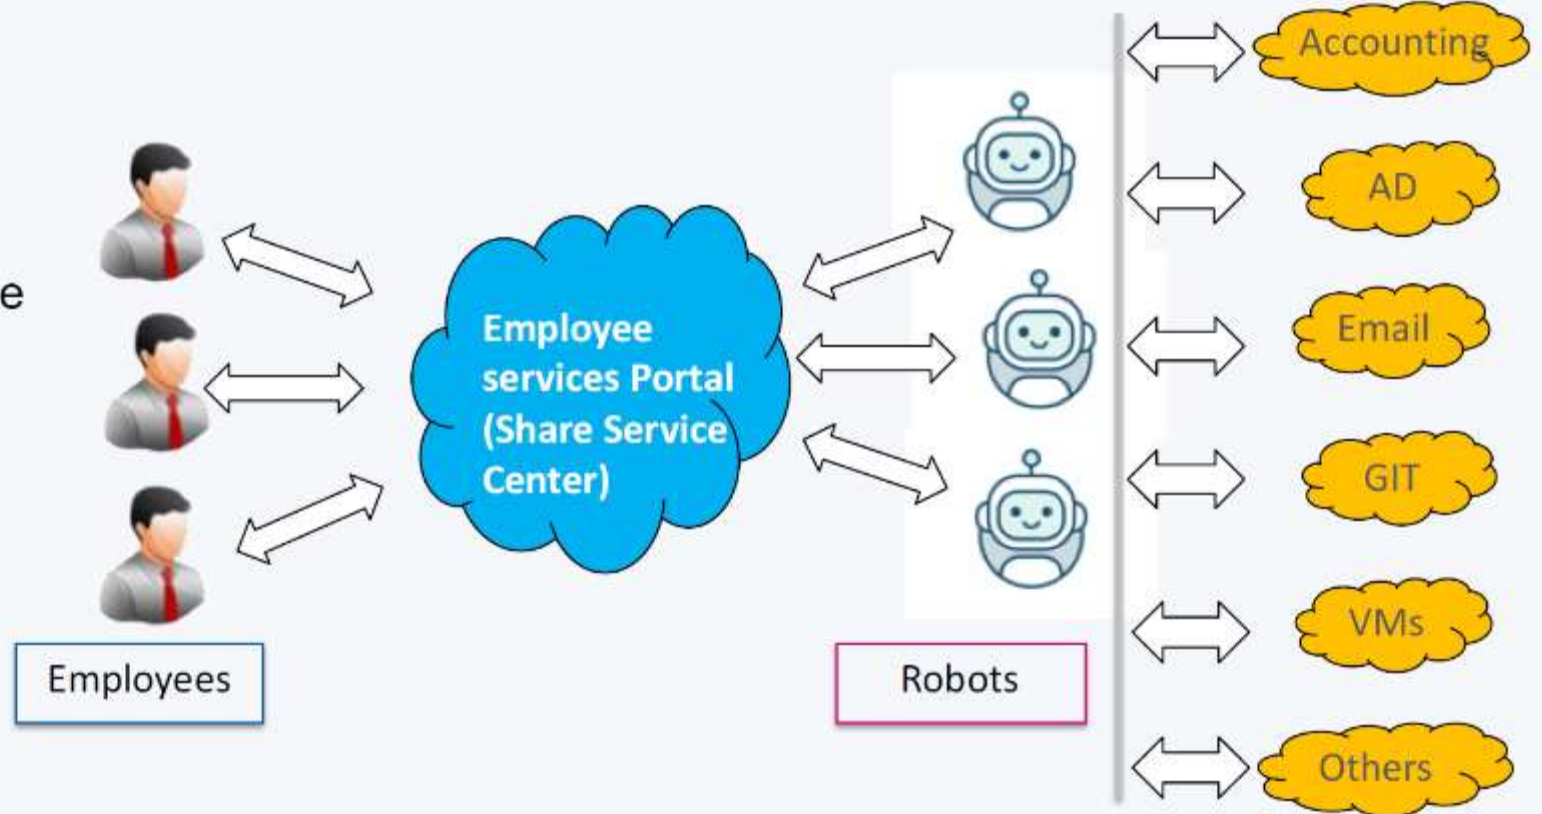 e
Employees
Employee
services Portal
(Share Service
Center)
Robots
Accounting
AD
Email
GIT
VMs
Others